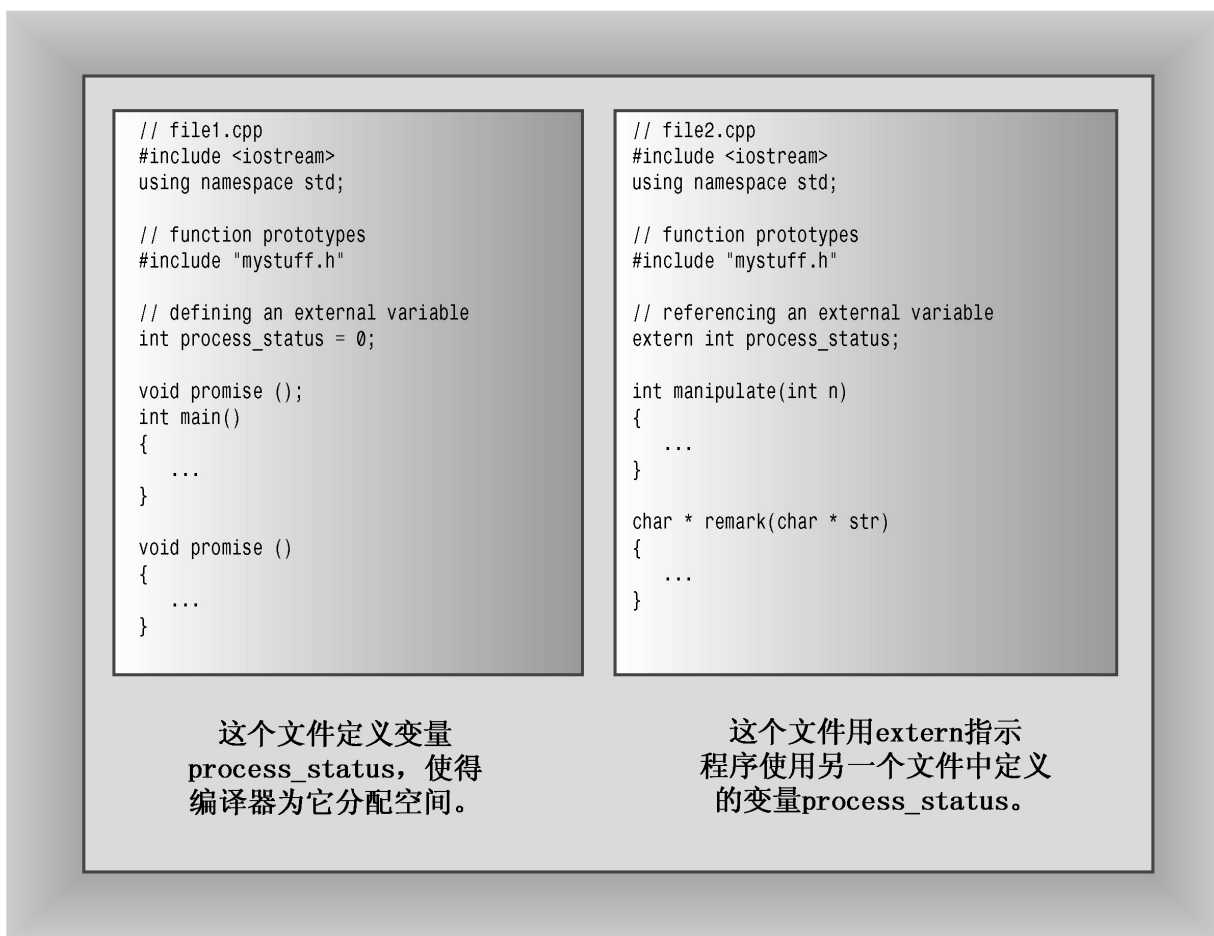 // file1.cpp
#include <iostream>
using namespace std;
// function prototypes
#include "mystuff.h"
// defining an external variable
int process_status = 0;
void promise ();
int main()
{
...
}
void promise ()
{
...
}
这个文件定义变量
process_status，使得
编译器为它分配空间。
// file2.cpp
#include <iostream>
using namespace std;
// function prototypes
#include "mystuff.h"
// referencing an external variable
extern int process_status;
int manipulate(int n)
{
...
}
char * remark(char * str)
{
...
}
这个文件用extern指示
程序使用另一个文件中定义
的变量process_status。